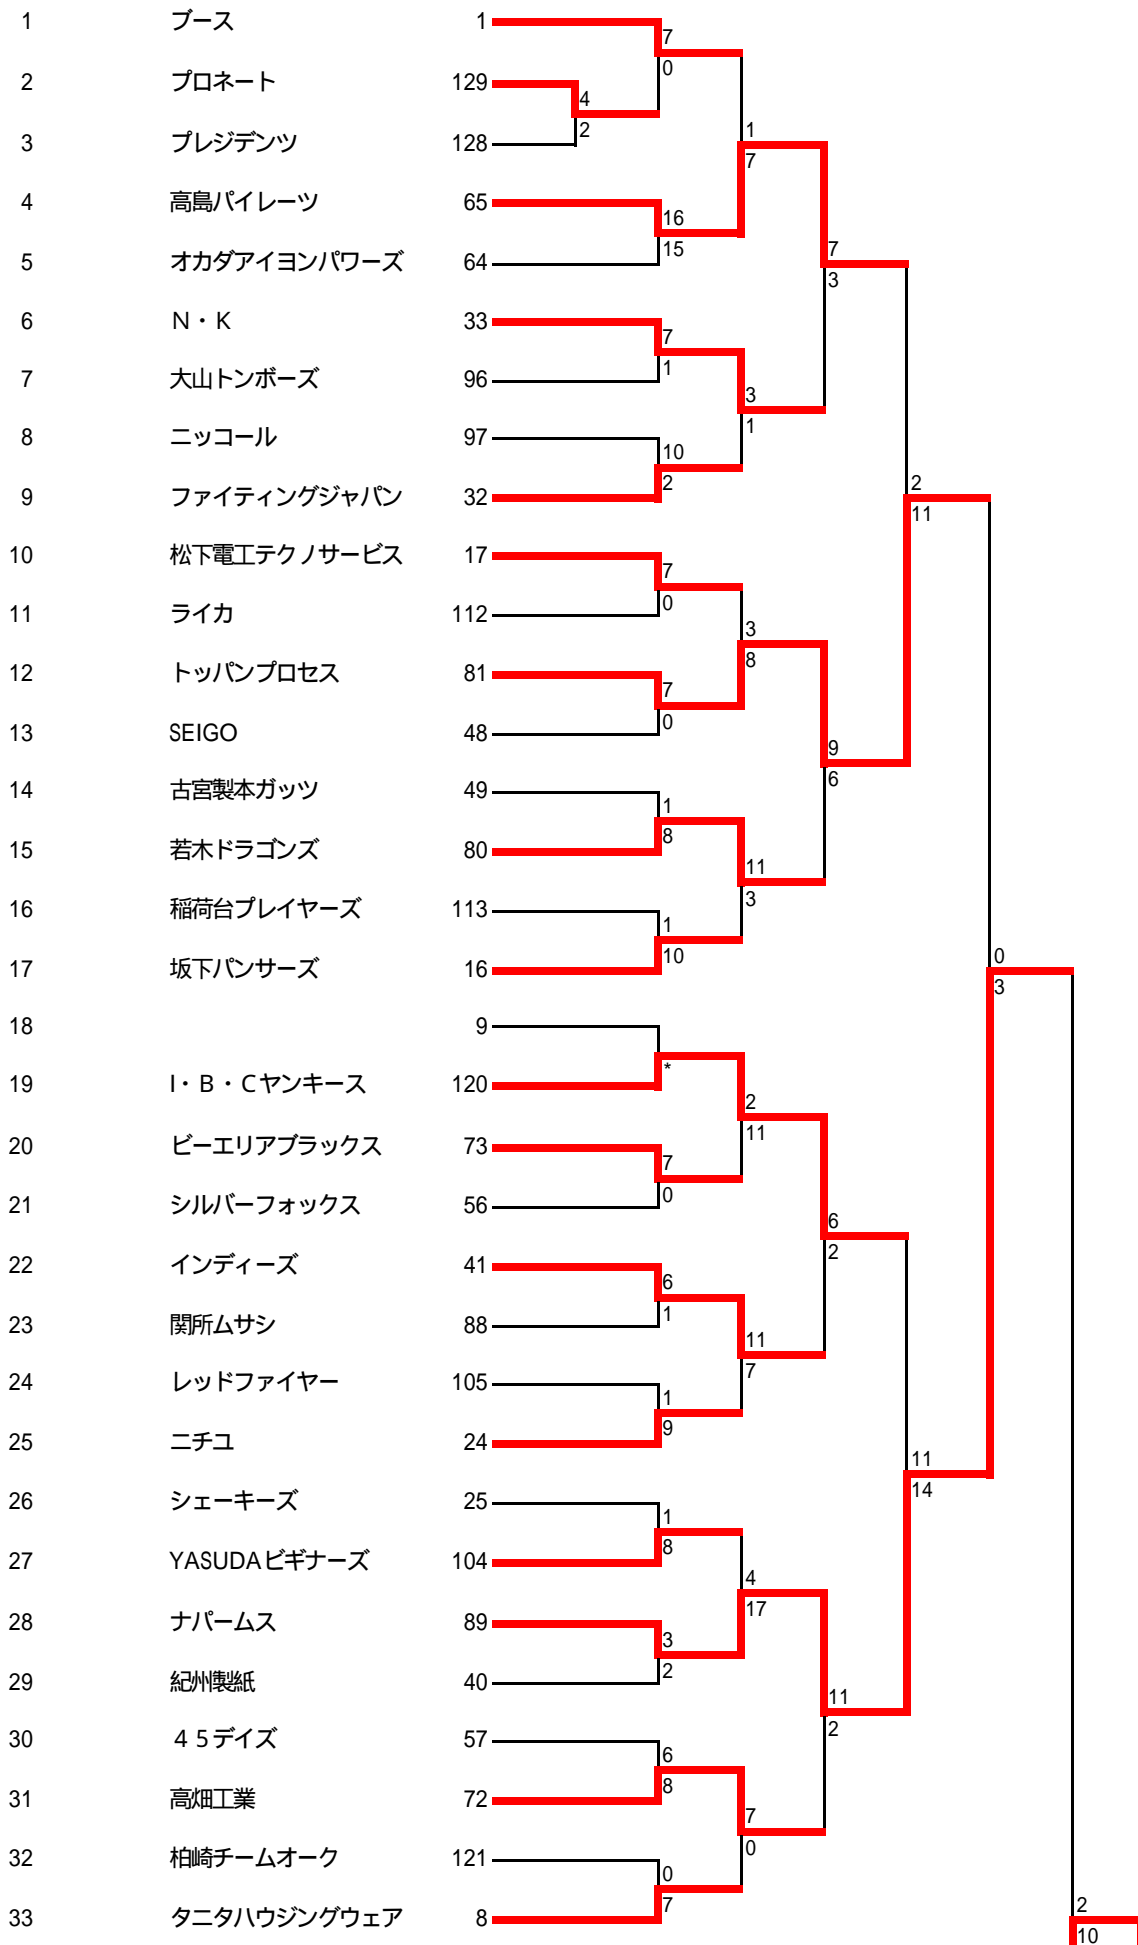 1 ブース 1
7
0
2 プロネート 129
4
2
3 プレジデンツ 128
1
7
4 高島パイレーツ 65
16
15
5 オカダアイヨンパワーズ 64
7
3
6 N・K 33
7
1
7 大山トンボーズ 96
3
1
8 ニッコール 97
10
2
9 ファイティングジャパン 32
2
11
10 松下電工テクノサービス 17
7
0
11 ライカ 112
3
8
12 トッパンプロセス 81
7
0
13 SEIGO 48
9
6
14 古宮製本ガッツ 49
1
8
15 若木ドラゴンズ 80
11
3
16 稲荷台プレイヤーズ 113
1
10
17 坂下パンサーズ 16
0
3
18 9
*
19 I・B・Cヤンキース 120
2
11
20 ビーエリアブラックス 73
7
0
21 シルバーフォックス 56
6
2
22 インディーズ 41
6
1
23 関所ムサシ 88
11
7
24 レッドファイヤー 105
1
9
25 ニチユ 24
11
14
26 シェーキーズ 25
1
8
27 YASUDAビギナーズ 104
4
17
28 ナパームス 89
3
2
29 紀州製紙 40
11
2
30 45デイズ 57
6
8
31 高畑工業 72
7
0
32 柏崎チームオーク 121
0
7
33 タニタハウジングウェア 8
2
10